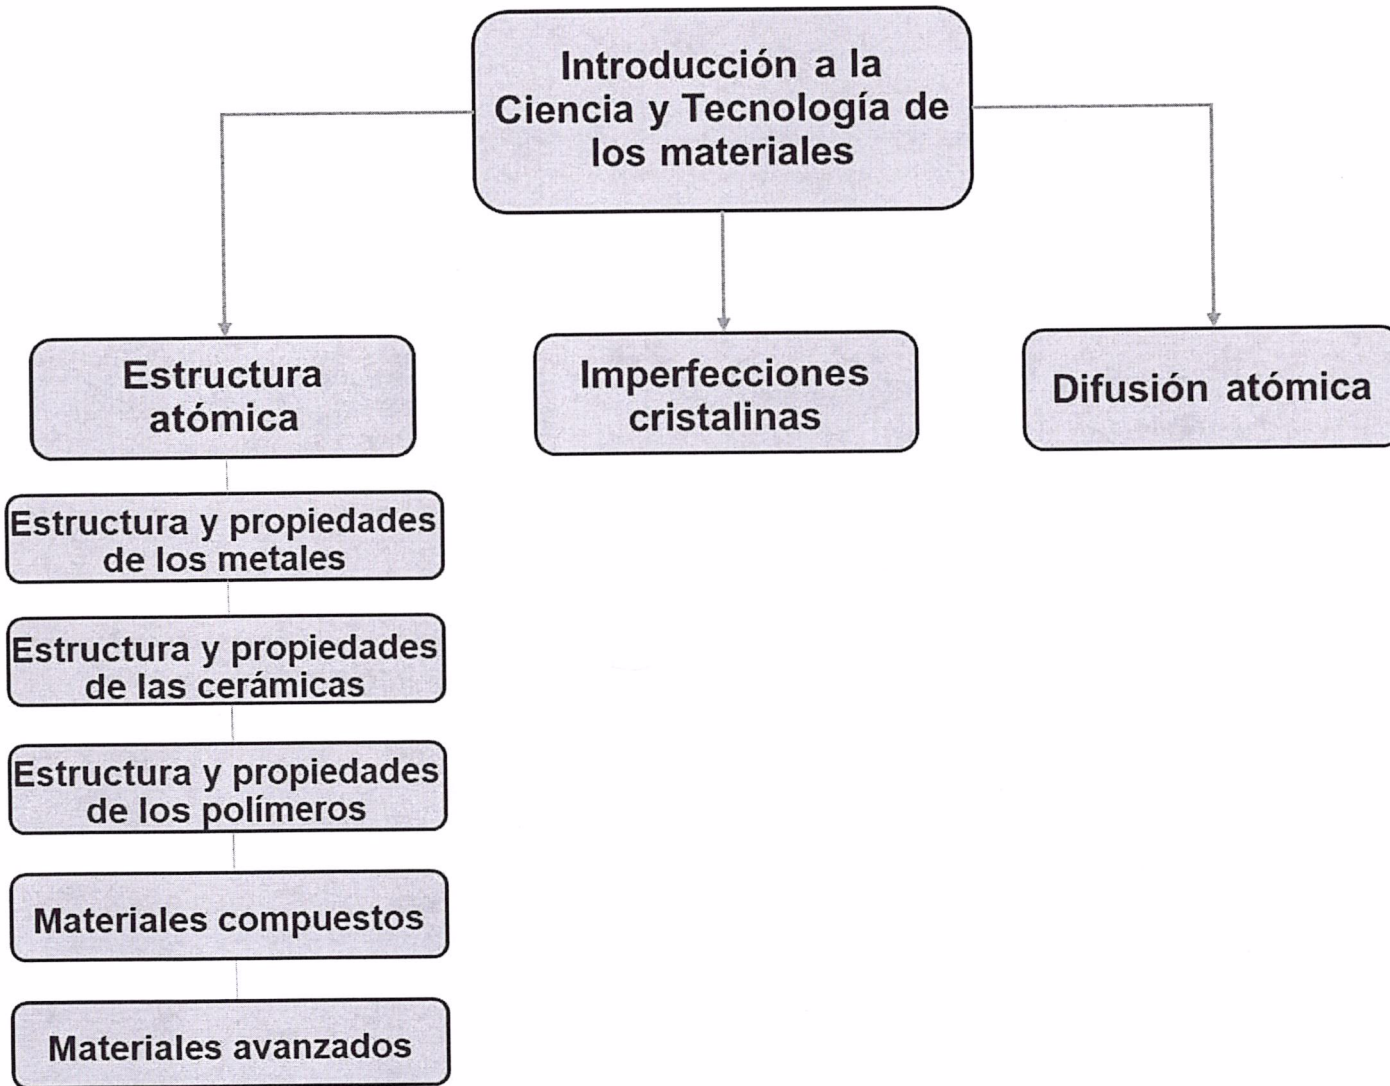 Introducción a la
Ciencia y Tecnología de
los materiales
Estructura
atómica
Imperfecciones
cristalinas
Difusión atómica
Estructura y propiedades
de los metales
Estructura y propiedades
de las cerámicas
Estructura y propiedades
de los polímeros
Materiales compuestos
Materiales avanzados